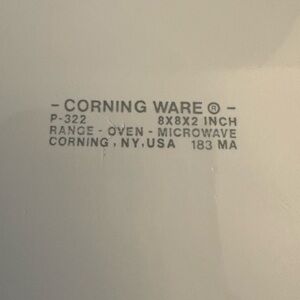 - CORNING WARE ® -
P-322 8X8X2 INCH
RANGE - OVEN - MICROWAVE
CORNING , NY, USA 183 MA